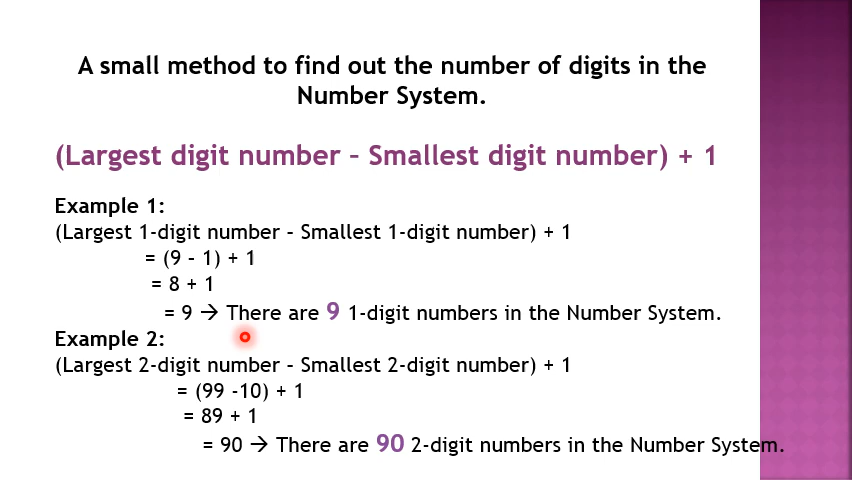 A small method to find out the number of digits in the
Number System.
(Largest digit number – Smallest digit number) + 1
Example 1:
(Largest 1-digit number – Smallest 1-digit number) + 1
= (9 - 1) + 1
= 8 + 1
= 9 → There are 9 1-digit numbers in the Number System.
Example 2:
(Largest 2-digit number – Smallest 2-digit number) + 1
= (99 -10) + 1
= 89 + 1
= 90 → There are 90 2-digit numbers in the Number System.